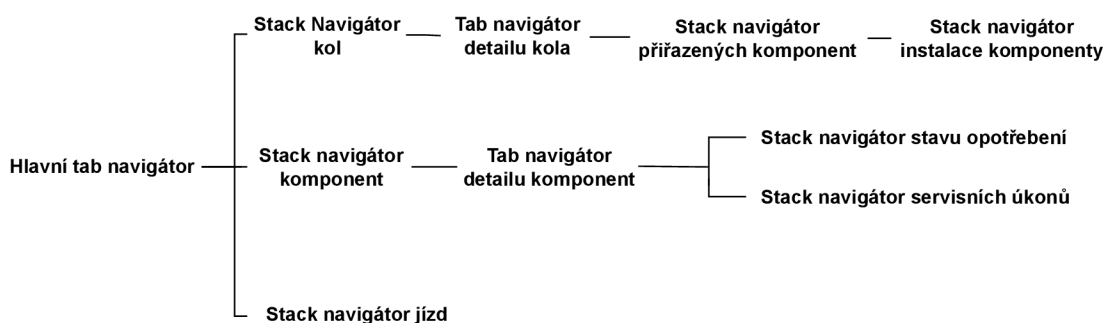 Stack Navigátor
kol
Tab navigátor
detailu kola
Stack navigátor
přiřazených komponent
Stack navigátor
instalace komponenty
Hlavní tab navigátor
Stack navigátor
komponent
Tab navigátor
detailu komponent
Stack navigátor stavu opotřebení
Stack navigátor servisních úkonů
Stack navigátor jízd